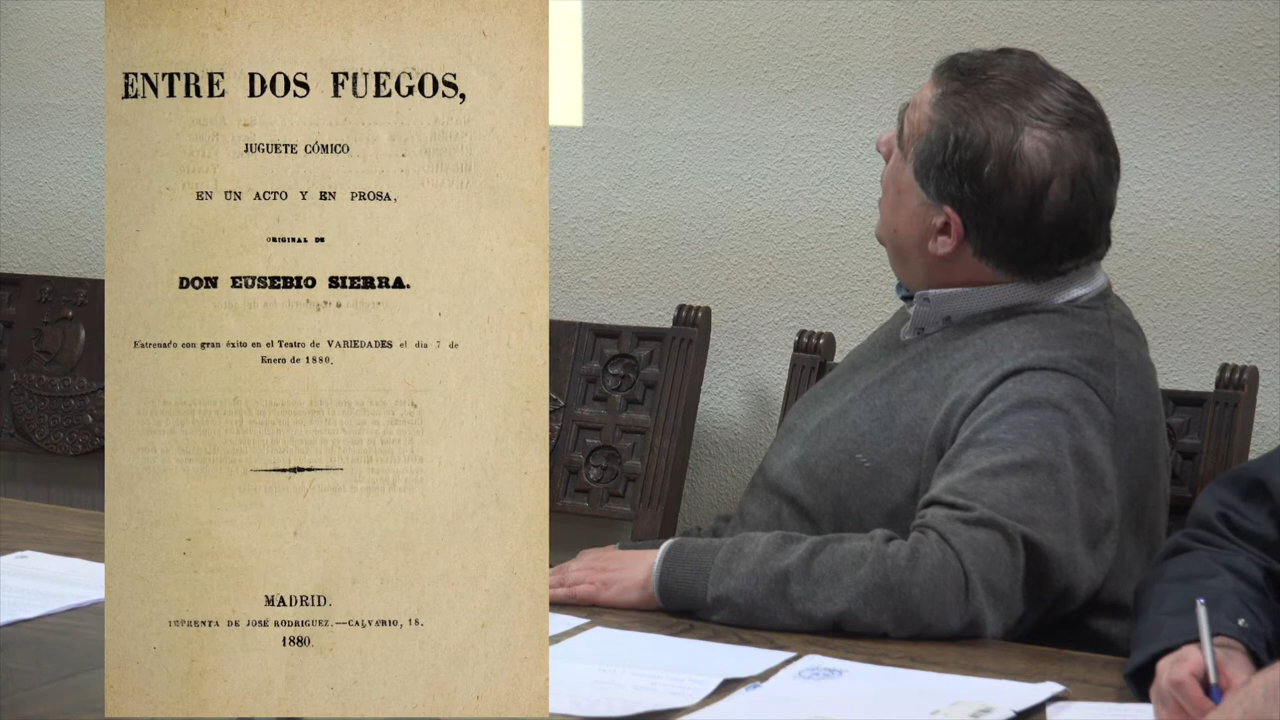 ENTRE DOS FUEGOS,
JUGUETE CÓMICO
EN UN ACTO Y EN PROSA,
ORIGINAL DE
DON EUSEBIO SIERRA.
Estrenado con gran éxito en el Teatro de VARIEDADES el dia 7 de
Enero de 1880.
MADRID.
IMPRENTA DE JOSÉ RODRIGUEZ.—CALVARIO, 18.
1880.